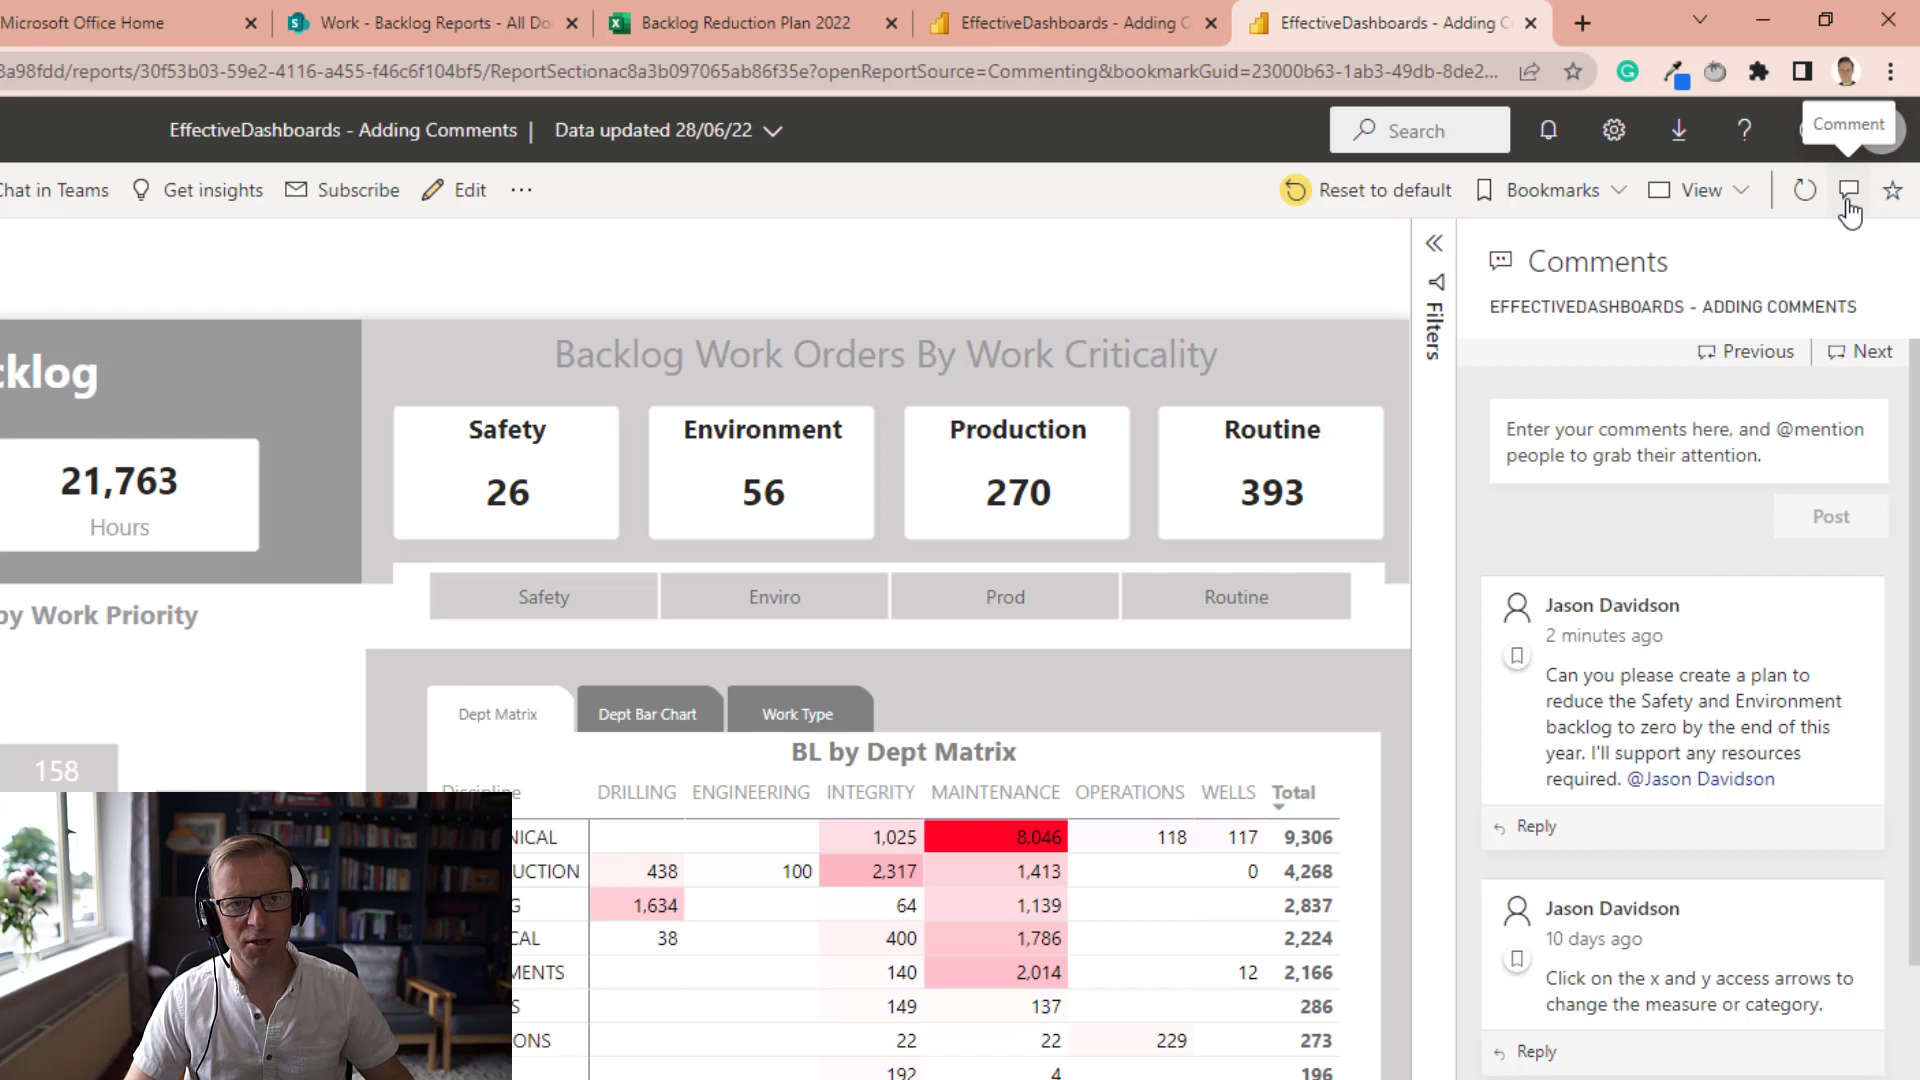 Microsoft Office Home
Work - Backlog Reports - All Do
Backlog Reduction Plan 2022
EffectiveDashboards - Adding C
EffectiveDashboards - Adding C
3a98fdd/reports/30f53b03-59e2-4116-a455-f46c6f104bf5/ReportSectionac8a3b097065ab86f35e?openReportSource=Commenting&bookmarkGuid=23000b63-1ab3-49db-8de2...
EffectiveDashboards - Adding Comments | Data updated 28/06/22
Search
Comment
Chat in Teams
Get insights
Subscribe
Edit
Reset to default
Bookmarks
View
Filters
Comments
EFFECTIVEDASHBOARDS - ADDING COMMENTS
Previous
Next
Enter your comments here, and @mention
people to grab their attention.
Post
Jason Davidson
2 minutes ago
Can you please create a plan to
reduce the Safety and Environment
backlog to zero by the end of this
year. I'll support any resources
required. @Jason Davidson
Reply
Jason Davidson
10 days ago
Click on the x and y access arrows to
change the measure or category.
Reply
cklog
21,763
Hours
by Work Priority
158
Backlog Work Orders By Work Criticality
Safety Environment Production Routine
26 56 270 393
Safety Enviro Prod Routine
Dept Matrix Dept Bar Chart Work Type
BL by Dept Matrix
Discipline DRILLING ENGINEERING INTEGRITY MAINTENANCE OPERATIONS WELLS Total
NICAL 1,025 8,046 118 117 9,306
UCTION 438 100 2,317 1,413 0 4,268
G 1,634 64 1,139 2,837
CAL 38 400 1,786 2,224
MENTS 140 2,014 12 2,166
S 149 137 286
ONS 22 22 229 273
192 4 196